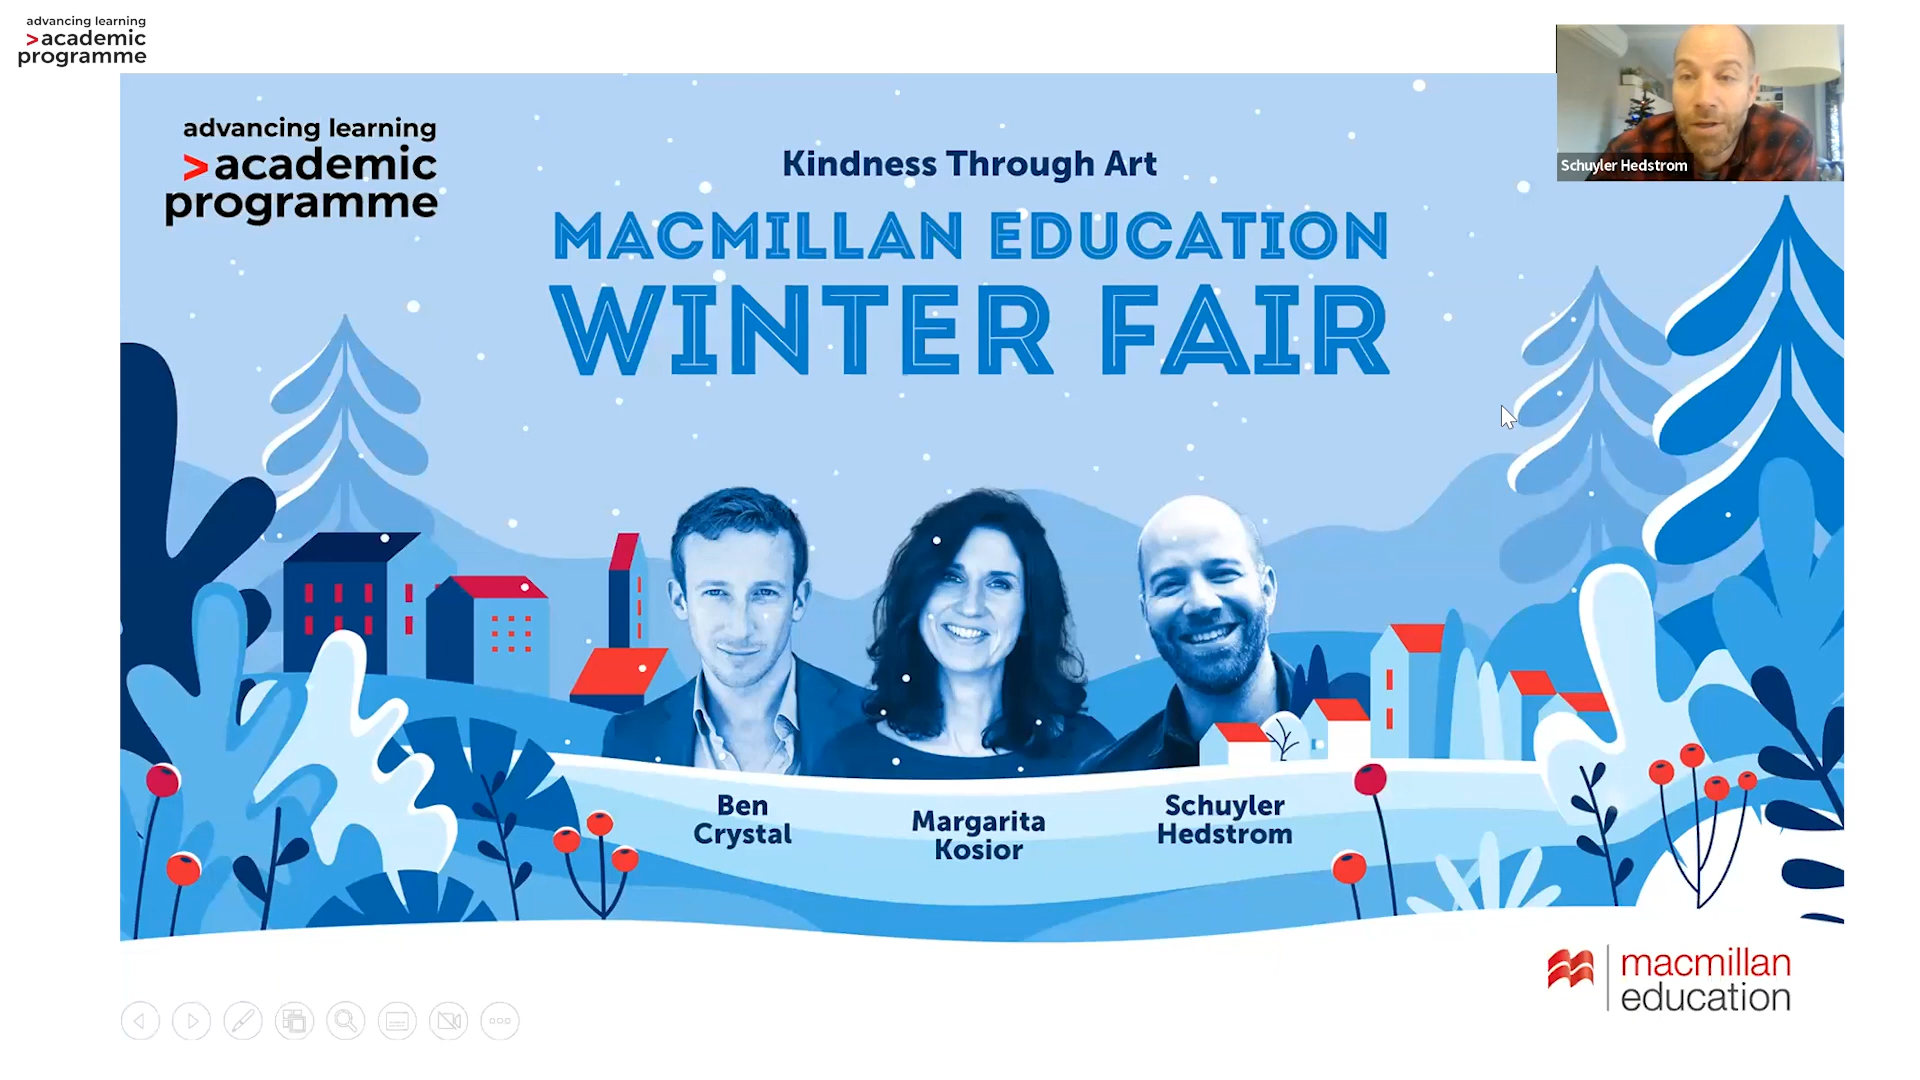 advancing learning
>academic
programme
advancing learning
>academic
programme
Kindness Through Art
MACMILLAN EDUCATION
WINTER FAIR
Schuyler Hedstrom
Ben
Crystal
Margarita
Kosior
Schuyler
Hedstrom
macmillan
education